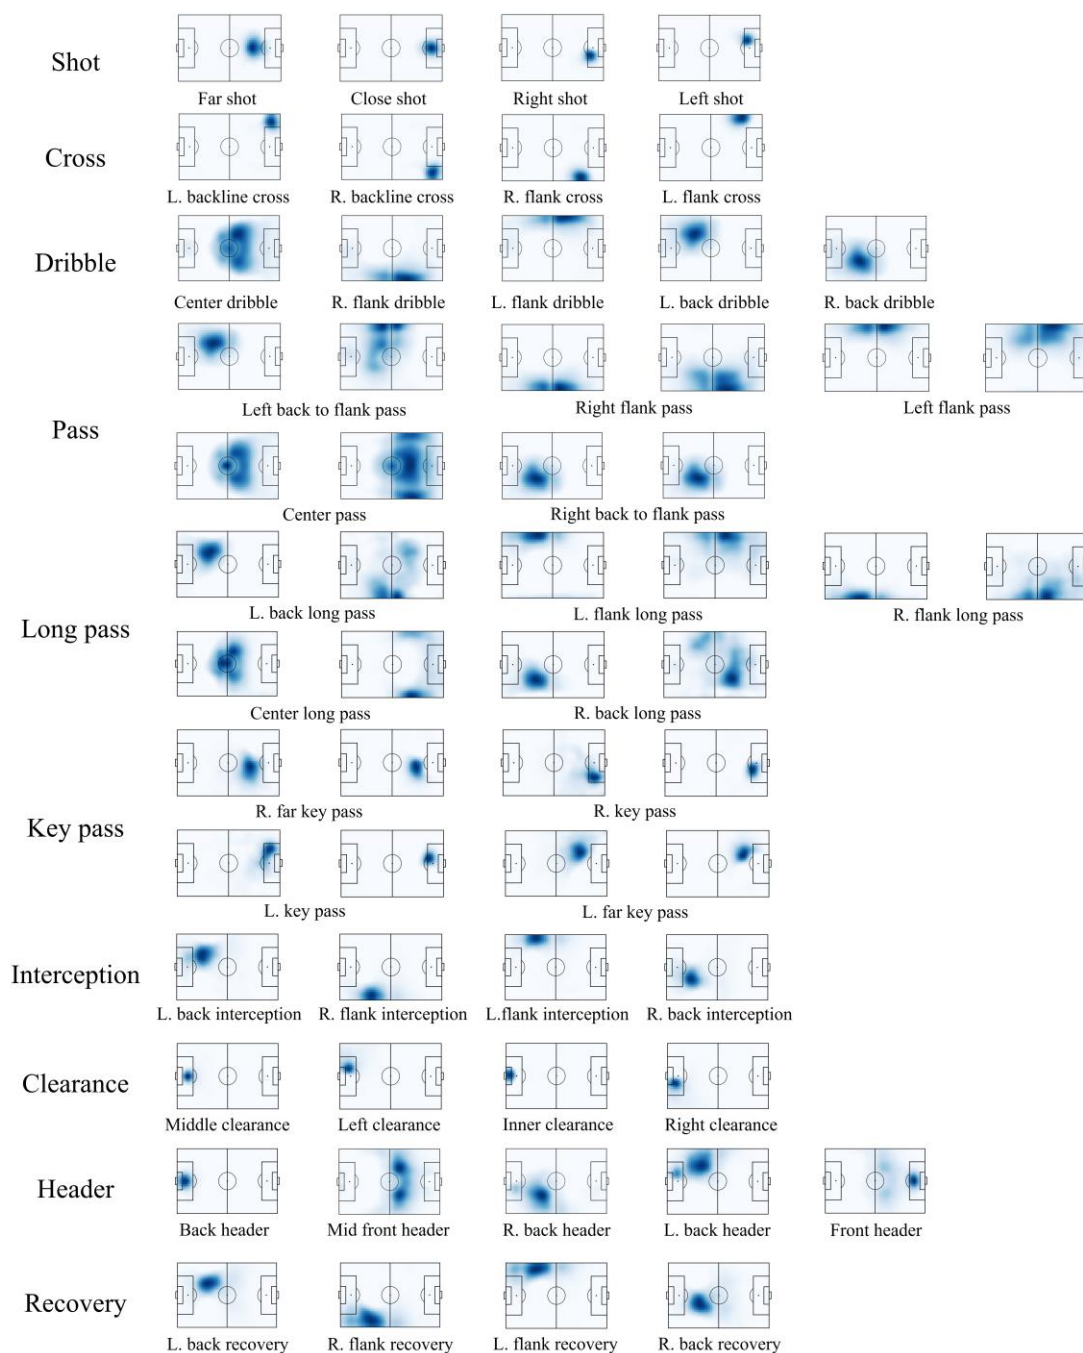 Shot
Far shot
Close shot
Right shot
Left shot
Cross
L. backline cross
R. backline cross
R. flank cross
L. flank cross
Dribble
Center dribble
R. flank dribble
L. flank dribble
L. back dribble
R. back dribble
Pass
Left back to flank pass
Right flank pass
Left flank pass
Center pass
Right back to flank pass
Long pass
L. back long pass
L. flank long pass
R. flank long pass
Center long pass
R. back long pass
Key pass
R. far key pass
R. key pass
L. key pass
L. far key pass
Interception
L. back interception
R. flank interception
L.flank interception
R. back interception
Clearance
Middle clearance
Left clearance
Inner clearance
Right clearance
Header
Back header
Mid front header
R. back header
L. back header
Front header
Recovery
L. back recovery
R. flank recovery
L. flank recovery
R. back recovery